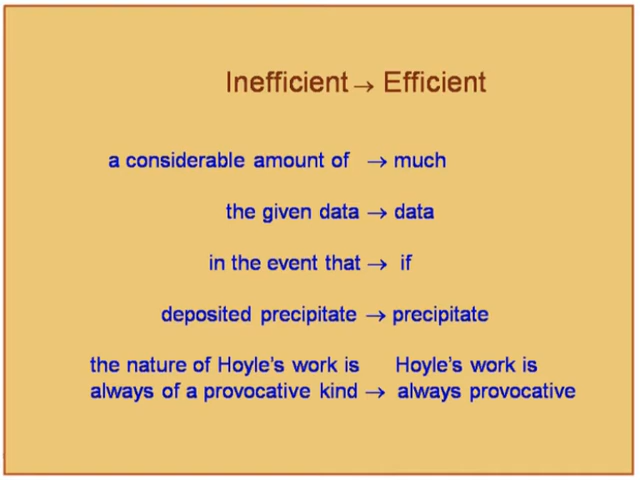 Inefficient → Efficient
a considerable amount of → much
the given data → data
in the event that → if
deposited precipitate → precipitate
the nature of Hoyle's work is Hoyle's work is
always of a provocative kind → always provocative